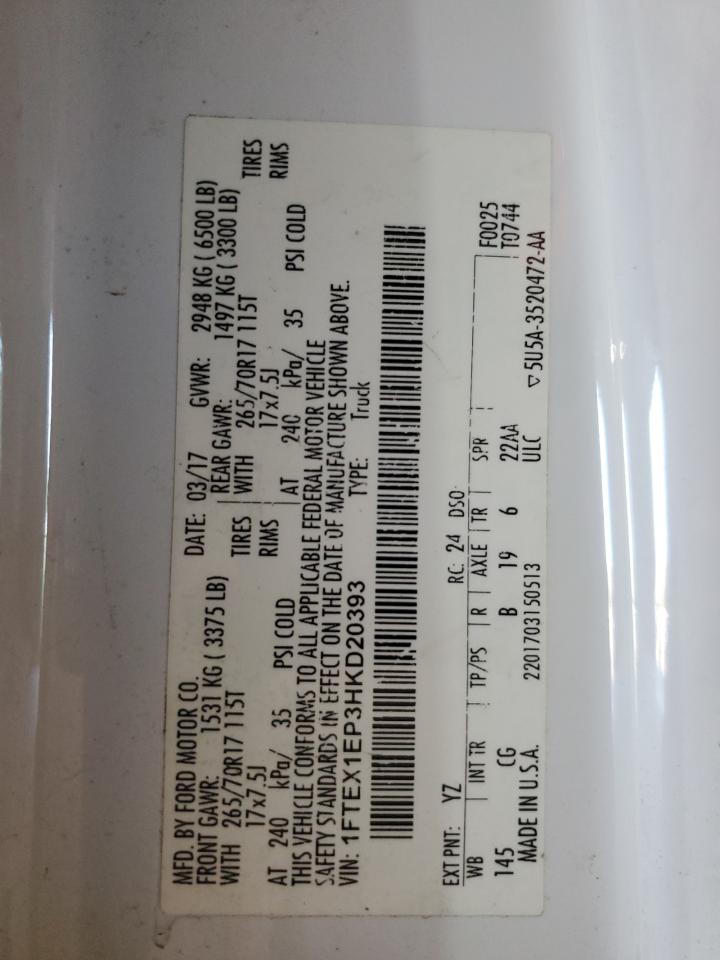 MFD. BY FORD MOTOR CO. DATE: 03/17 GVWR: 2948 KG ( 6500 LB)
FRONT GAWR: 1531 KG ( 3375 LB) REAR GAWR: 1497 KG ( 3300 LB)
WITH 265/70R17 115T TIRES WITH 265/70R17 115T TIRES
17x7.5J RIMS 17x7.5J RIMS
AT 240 kPa/ 35 PSI COLD AT 240 kPa/ 35 PSI COLD
THIS VEHICLE CONFORMS TO ALL APPLICABLE FEDERAL MOTOR VEHICLE
SAFETY STANDARDS IN EFFECT ON THE DATE OF MANUFACTURE SHOWN ABOVE.
VIN: 1FTEX1EP3HKD20393 TYPE: Truck
EXT PNT: YZ RC: 24 DSO:
WB INT TR TP/PS R AXLE TR SPR F0025
145 CG B 19 6 22AA T0744
MADE IN U.S.A. 2201703150513 ULC
▽ 5U5A-3520472-AA